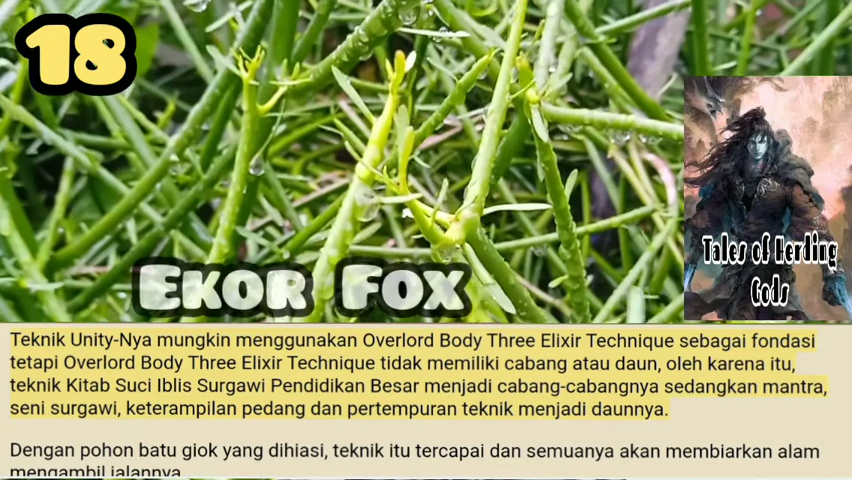 18
Tales of Herding
Gods
Ekor Fox
Teknik Unity-Nya mungkin menggunakan Overlord Body Three Elixir Technique sebagai fondasi
tetapi Overlord Body Three Elixir Technique tidak memiliki cabang atau daun, oleh karena itu,
teknik Kitab Suci Iblis Surgawi Pendidikan Besar menjadi cabang-cabangnya sedangkan mantra,
seni surgawi, keterampilan pedang dan pertempuran teknik menjadi daunnya.
Dengan pohon batu giok yang dihiasi, teknik itu tercapai dan semuanya akan membiarkan alam
mengambil jalannya